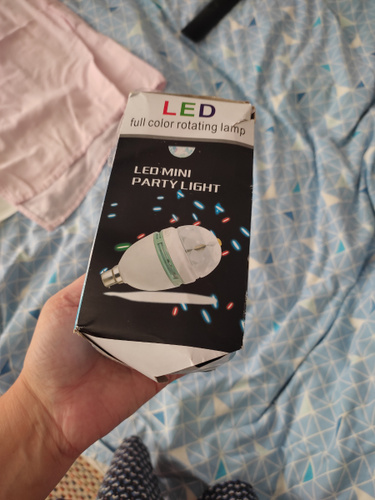 LED
full color rotating lamp
LED MINI
PARTY LIGHT